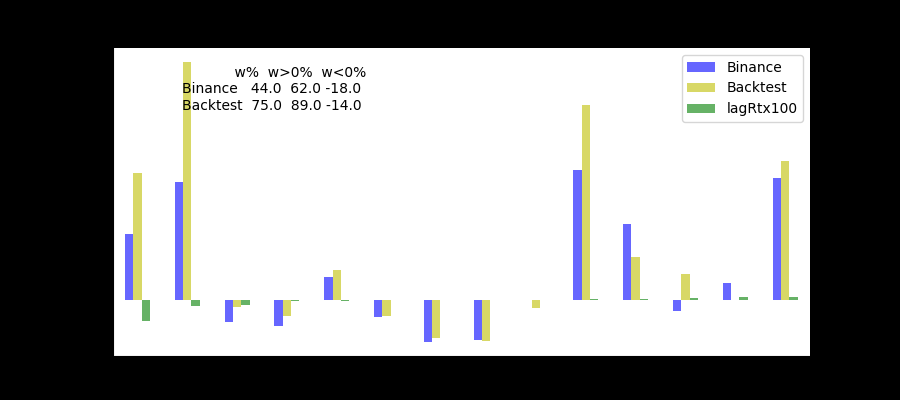 w% w>0% w<0%
Binance 44.0 62.0 -18.0
Backtest 75.0 89.0 -14.0
Binance
Backtest
lagRtx100